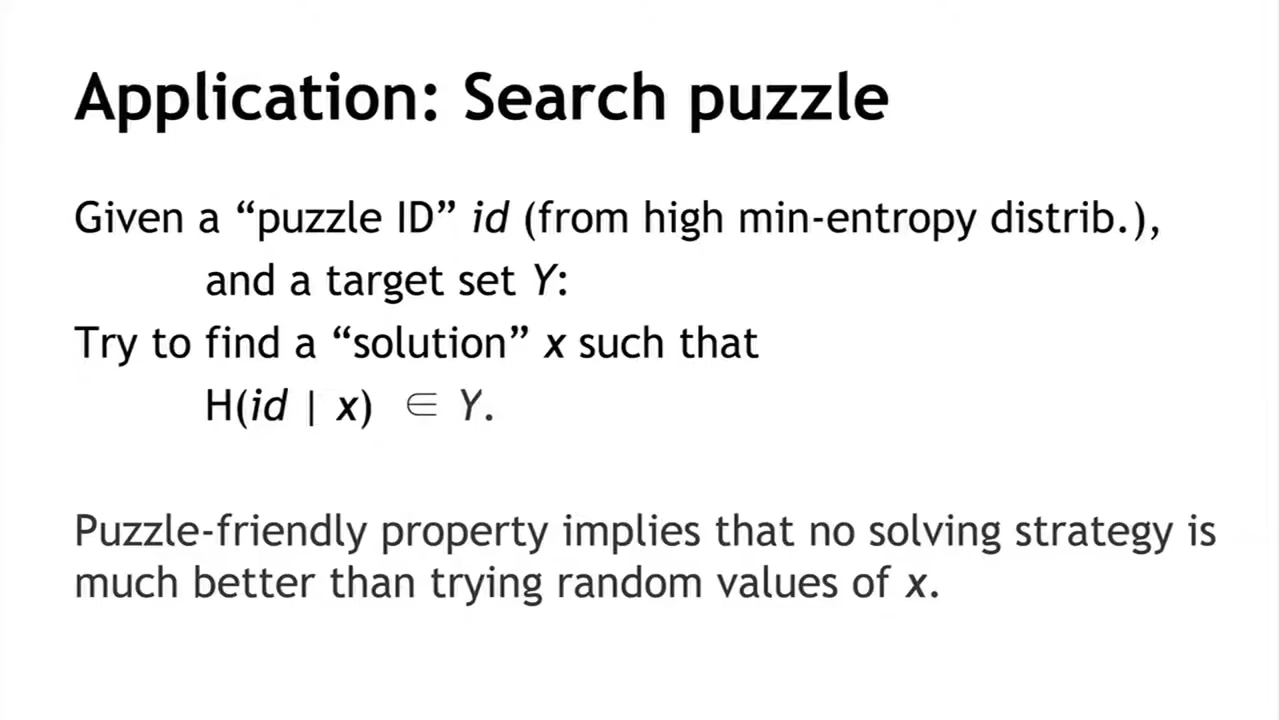 Application: Search puzzle
Given a “puzzle ID” id (from high min-entropy distrib.),
and a target set Y:
Try to find a “solution” x such that
H(id | x) ∈ Y.
Puzzle-friendly property implies that no solving strategy is
much better than trying random values of x.